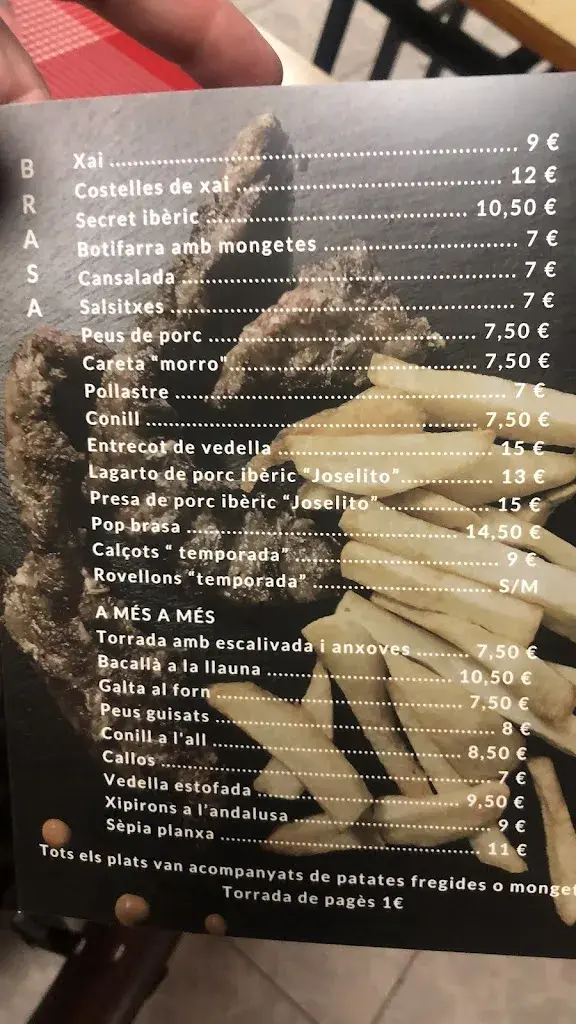 BRASA
Xai ........ 9 €
Costelles de xai ........ 12 €
Secret ibèric ........ 10,50 €
Botifarra amb mongetes ........ 7 €
Cansalada ........ 7 €
Salsitxes ........ 7 €
Peus de porc ........ 7,50 €
Careta "morro" ........ 7,50 €
Pollastre ........ 7 €
Conill ........ 7,50 €
Entrecot de vedella ........ 15 €
Lagarto de porc ibèric "Joselito" ........ 13 €
Presa de porc ibèric "Joselito" ........ 15 €
Pop brasa ........ 14,50 €
Calçots " temporada" ........ 9 €
Rovellons "temporada" ........ S/M
A MÉS A MÉS
Torrada amb escalivada i anxoves ........ 7,50 €
Bacallà a la llauna ........ 10,50 €
Galta al forn ........ 7,50 €
Peus guisats ........ 8 €
Conill a l'all ........ 8,50 €
Callos ........ 7 €
Vedella estofada ........ 9,50 €
Xipirons a l'andalusa ........ 9 €
Sèpia planxa ........ 11 €
Tots els plats van acompanyats de patates fregides o monget
Torrada de pagès 1€